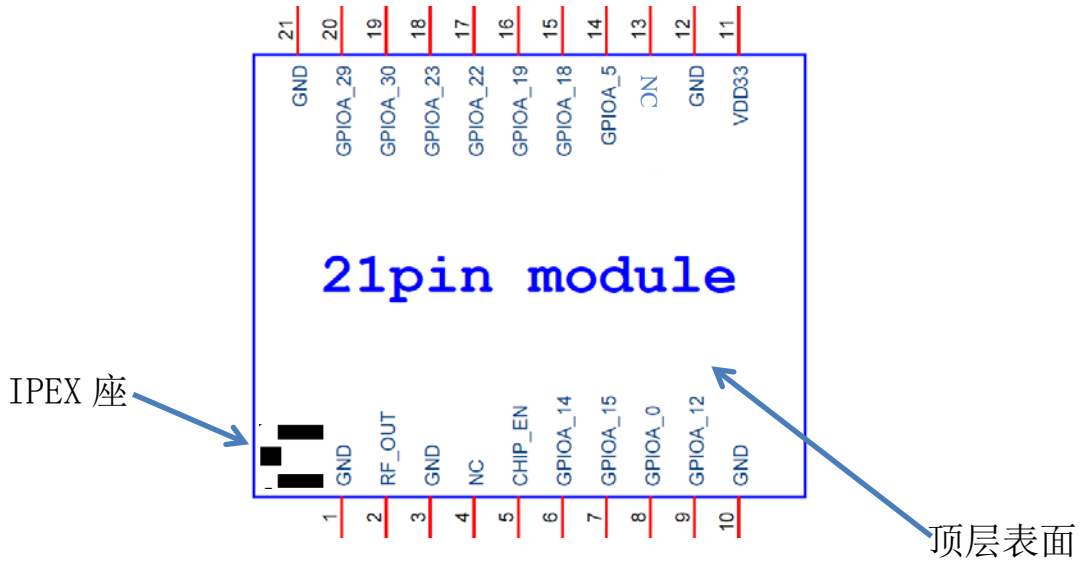 21 20 19 18 17 16 15 14 13 12 11
GND GPIOA_29 GPIOA_30 GPIOA_23 GPIOA_22 GPIOA_19 GPIOA_18 GPIOA_5 NC GND VDD33
21pin module
IPEX 座
GND RF_OUT GND NC CHIP_EN GPIOA_14 GPIOA_15 GPIOA_0 GPIOA_12 GND
1 2 3 4 5 6 7 8 9 10
顶层表面